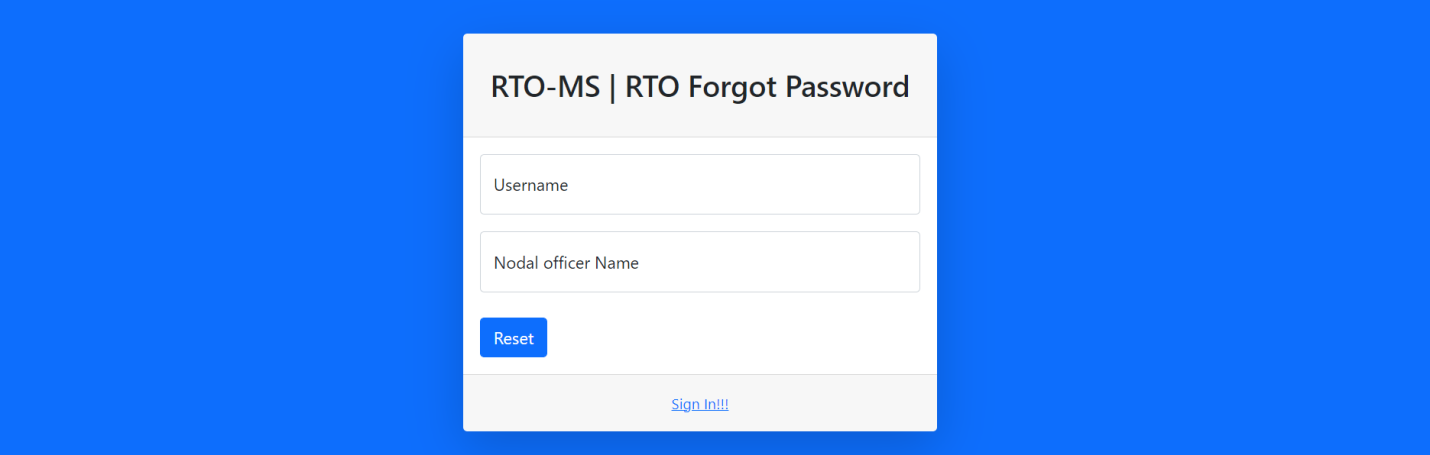 RTO-MS | RTO Forgot Password
Username
Nodal officer Name
Reset
Sign In!!!